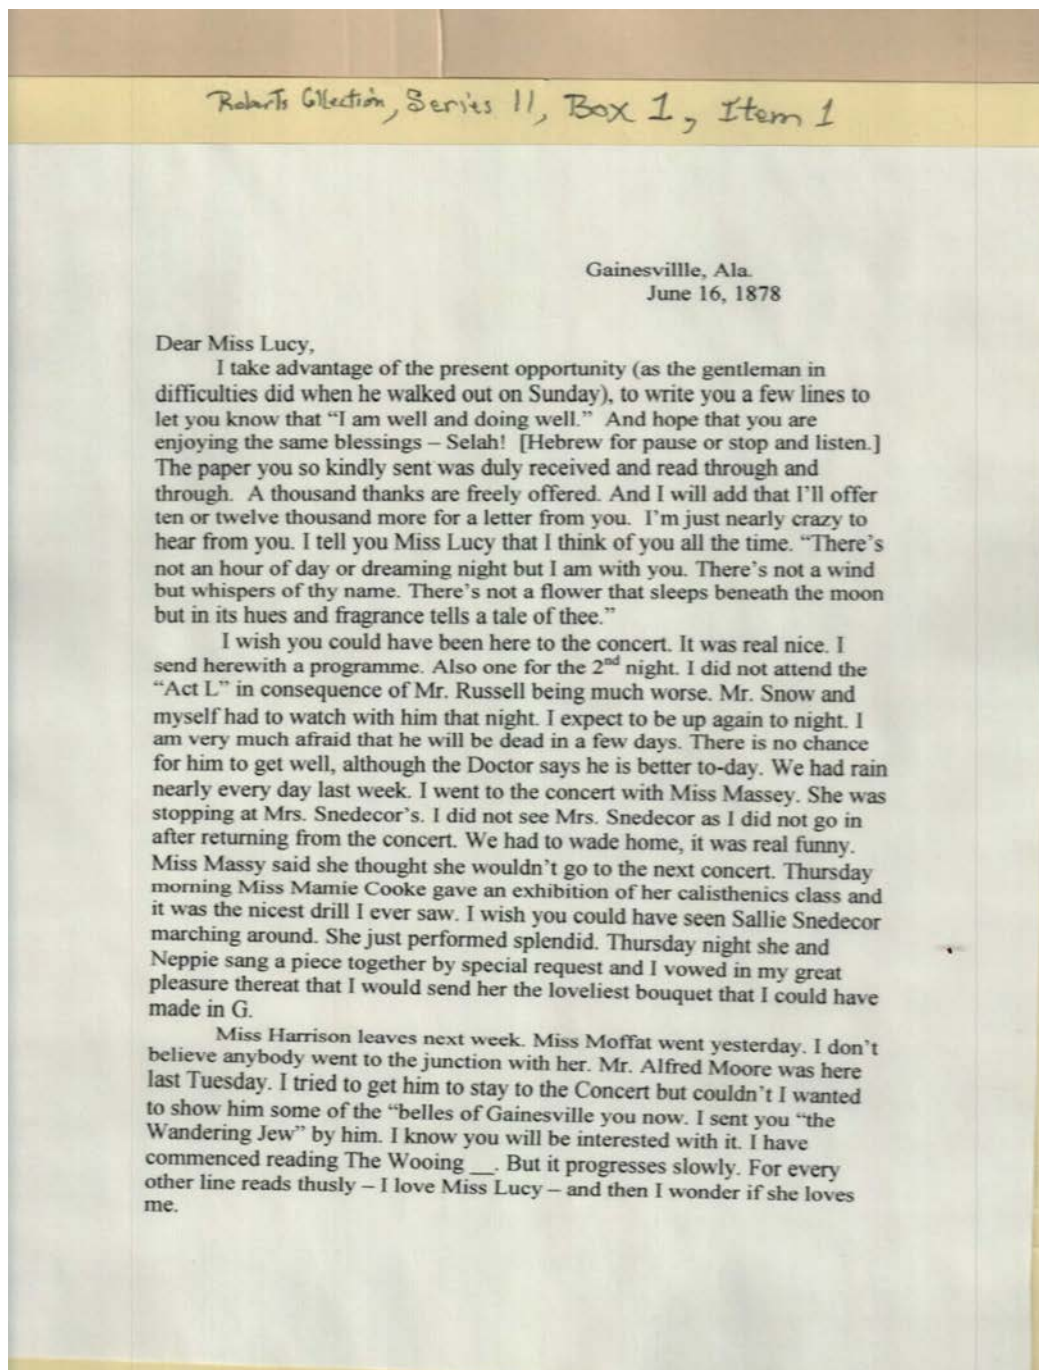 Roberts Collection, Series II, Box 1, Item 1
Gainesvillle, Ala.
June 16, 1878
Dear Miss Lucy,
I take advantage of the present opportunity (as the gentleman in
difficulties did when he walked out on Sunday), to write you a few lines to
let you know that “I am well and doing well.”  And hope that you are
enjoying the same blessings – Selah!  [Hebrew for pause or stop and listen.]
The paper you so kindly sent was duly received and read through and
through.  A thousand thanks are freely offered. And I will add that I’ll offer
ten or twelve thousand more for a letter from you.  I’m just nearly crazy to
hear from you. I tell you Miss Lucy that I think of you all the time. “There’s
not an hour of day or dreaming night but I am with you. There’s not a wind
but whispers of thy name. There’s not a flower that sleeps beneath the moon
but in its hues and fragrance tells a tale of thee.”
I wish you could have been here to the concert. It was real nice. I
send herewith a programme. Also one for the 2nd night. I did not attend the
“Act L” in consequence of Mr. Russell being much worse. Mr. Snow and
myself had to watch with him that night. I expect to be up again to night. I
am very much afraid that he will be dead in a few days. There is no chance
for him to get well, although the Doctor says he is better to-day. We had rain
nearly every day last week. I went to the concert with Miss Massey. She was
stopping at Mrs. Snedecor’s. I did not see Mrs. Snedecor as I did not go in
after returning from the concert. We had to wade home, it was real funny.
Miss Massy said she thought she wouldn’t go to the next concert. Thursday
morning Miss Mamie Cooke gave an exhibition of her calisthenics class and
it was the nicest drill I ever saw. I wish you could have seen Sallie Snedecor
marching around. She just performed splendid. Thursday night she and
Neppie sang a piece together by special request and I vowed in my great
pleasure thereat that I would send her the loveliest bouquet that I could have
made in G.
Miss Harrison leaves next week. Miss Moffat went yesterday. I don’t
believe anybody went to the junction with her. Mr. Alfred Moore was here
last Tuesday. I tried to get him to stay to the Concert but couldn’t I wanted
to show him some of the “belles of Gainesville you now. I sent you “the
Wandering Jew” by him. I know you will be interested with it. I have
commenced reading The Wooing __. But it progresses slowly. For every
other line reads thusly – I love Miss Lucy – and then I wonder if she loves
me.